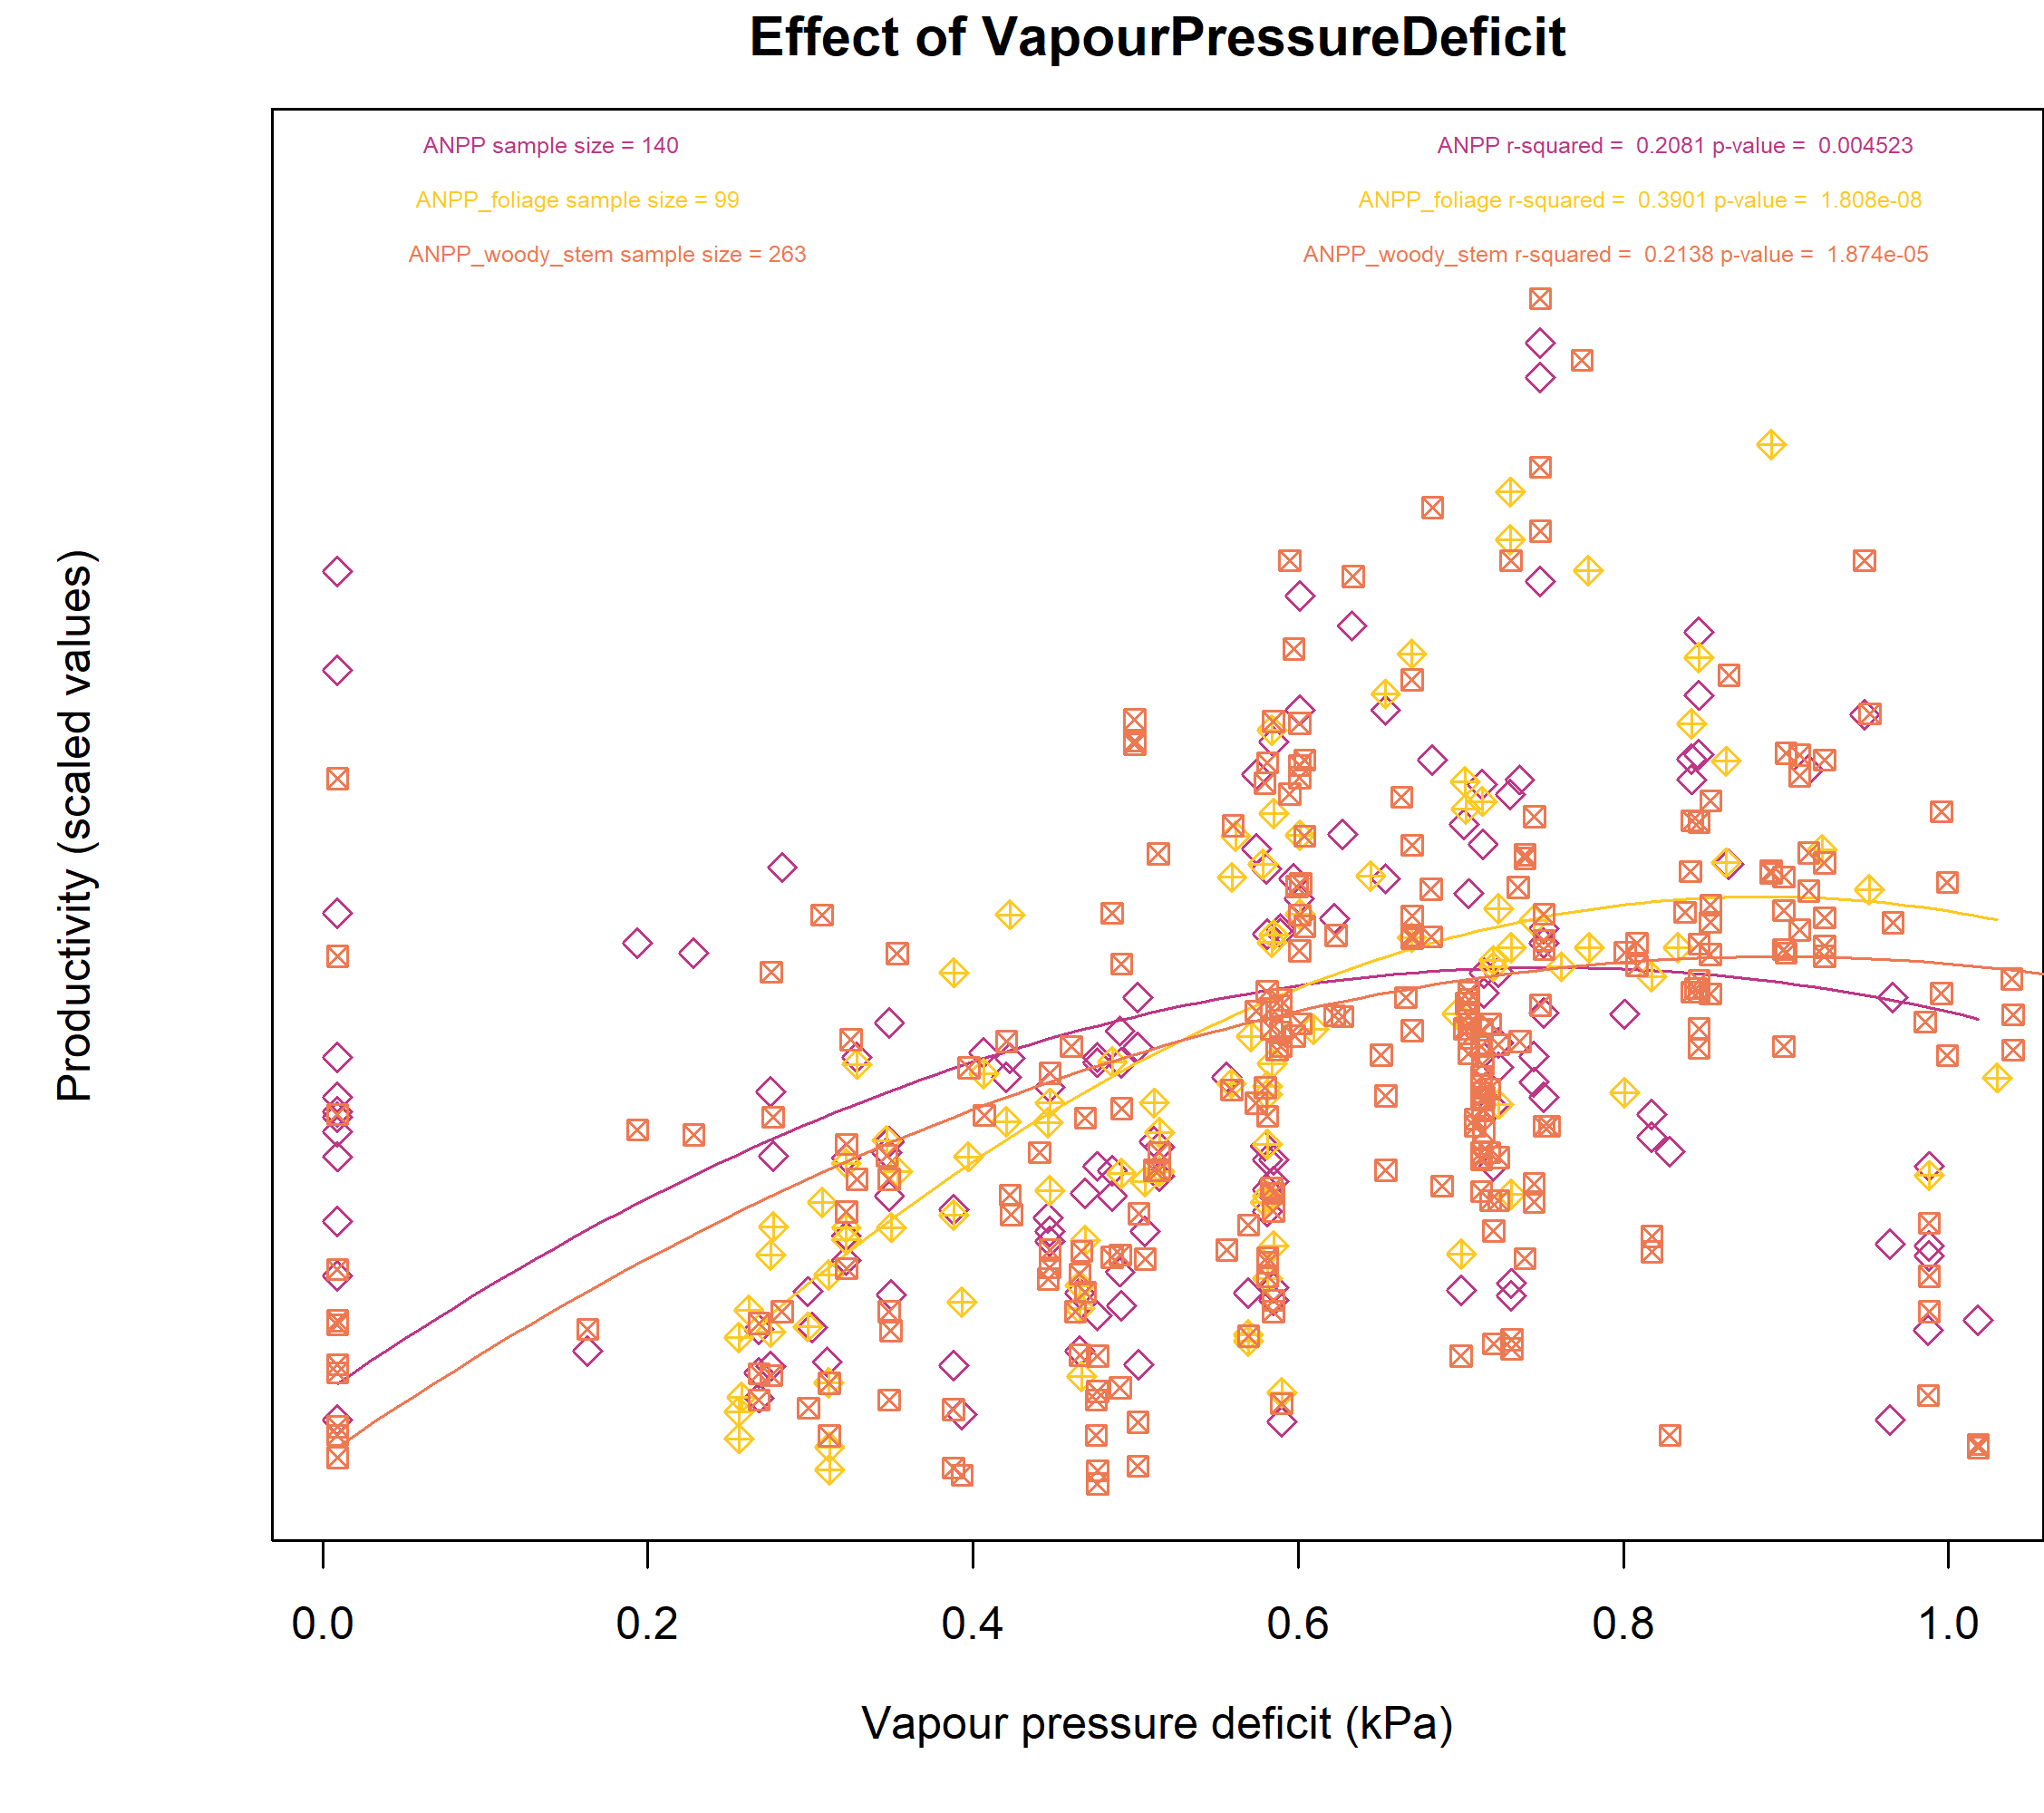 Effect of VapourPressureDeficit
ANPP sample size = 140
ANPP r-squared =  0.2081 p-value =  0.004523
ANPP_foliage sample size = 99
ANPP_foliage r-squared =  0.3901 p-value =  1.808e-08
ANPP_woody_stem sample size = 263
ANPP_woody_stem r-squared =  0.2138 p-value =  1.874e-05
Productivity (scaled values)
0.0 0.2 0.4 0.6 0.8 1.0
Vapour pressure deficit (kPa)